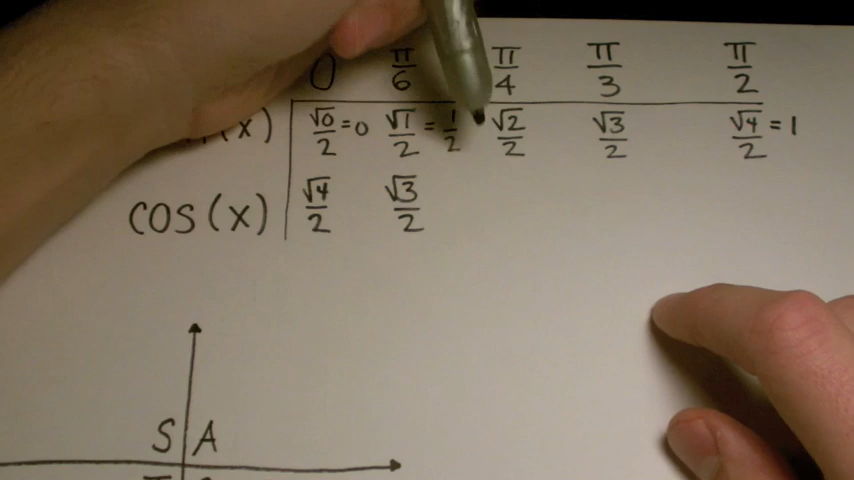 0 π/6 π/4 π/3 π/2
(x) √0/2 = 0 √1/2 = 1/2 √2/2 √3/2 √4/2 = 1
cos(x) √4/2 √3/2
S A